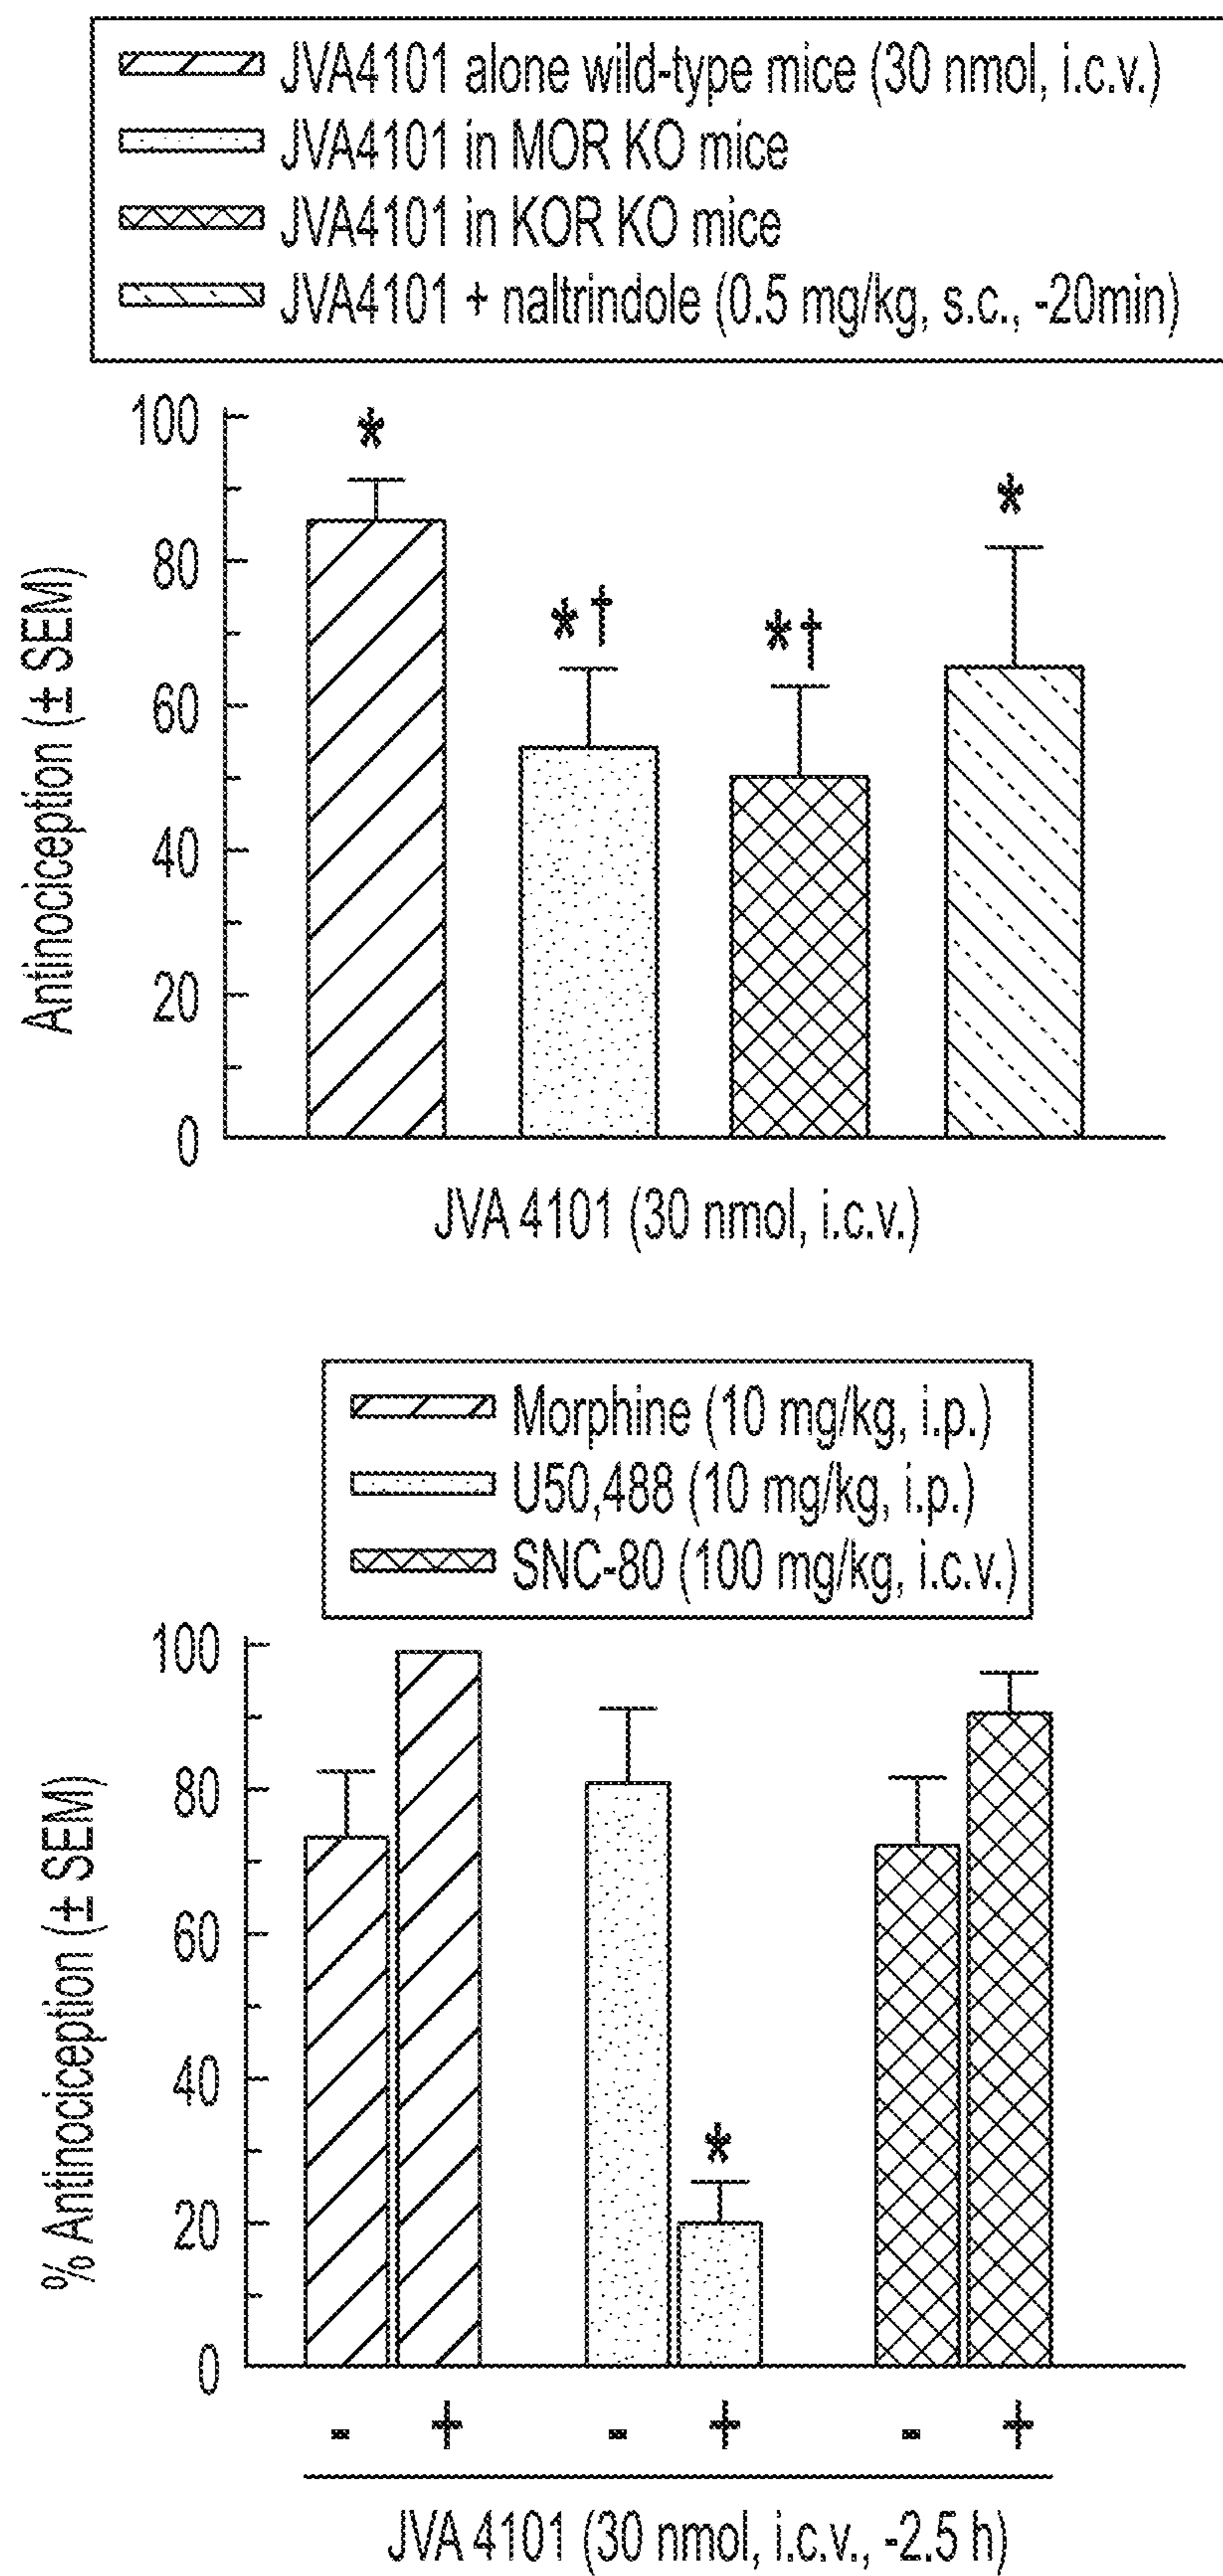 JVA4101 alone wild-type mice (30 nmol, i.c.v.)
JVA4101 in MOR KO mice
JVA4101 in KOR KO mice
JVA4101 + naltrindole (0.5 mg/kg, s.c., -20min)
Antinociception (± SEM)
100
80
60
40
20
0
*
*†
*†
*
JVA 4101 (30 nmol, i.c.v.)
Morphine (10 mg/kg, i.p.)
U50,488 (10 mg/kg, i.p.)
SNC-80 (100 mg/kg, i.c.v.)
% Antinociception (± SEM)
100
80
60
40
20
0
*
- + - + - +
JVA 4101 (30 nmol, i.c.v., -2.5 h)